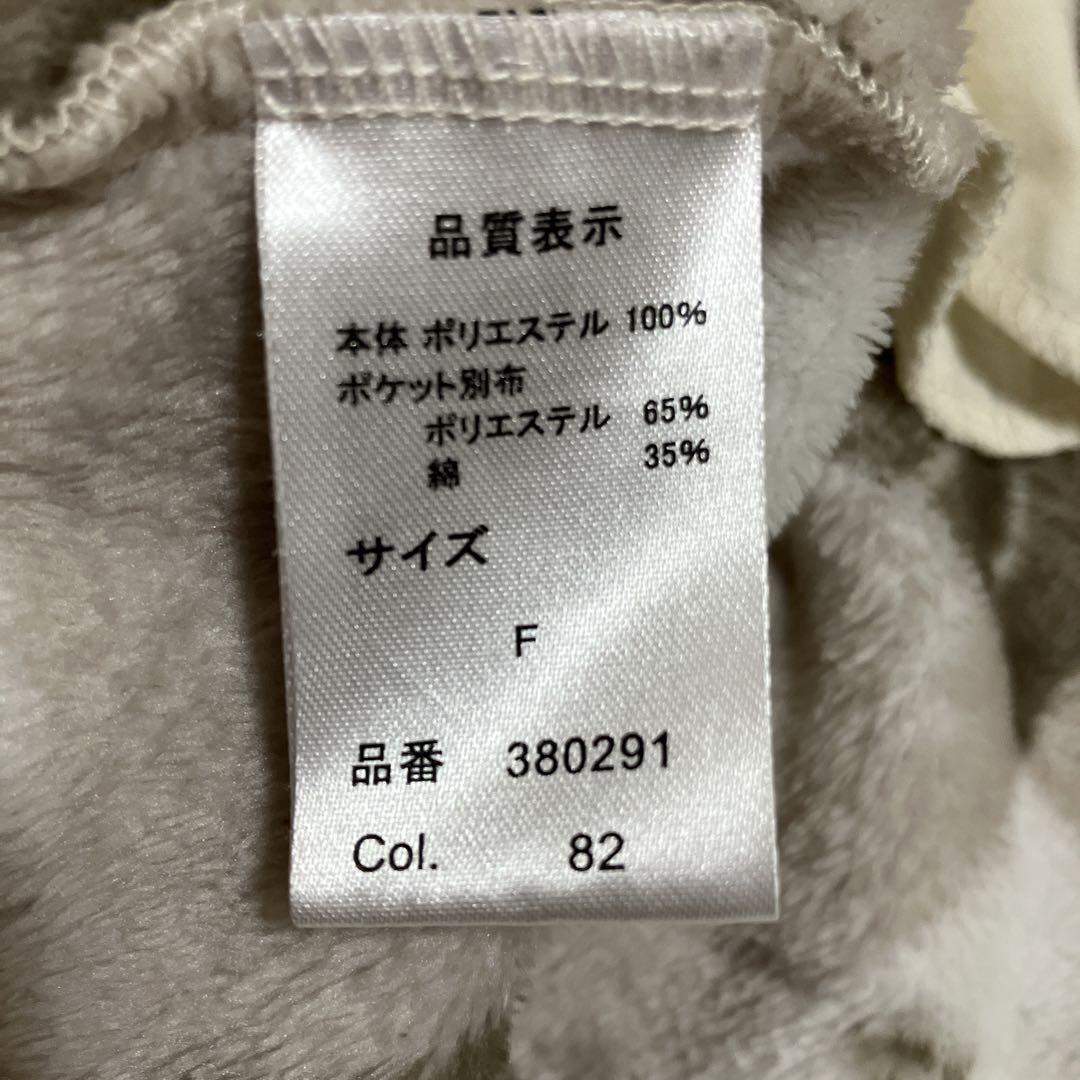 品質表示
本体 ポリエステル 100%
ポケット別布
ポリエステル 65%
綿 35%
サイズ
F
品番 380291
Col. 82